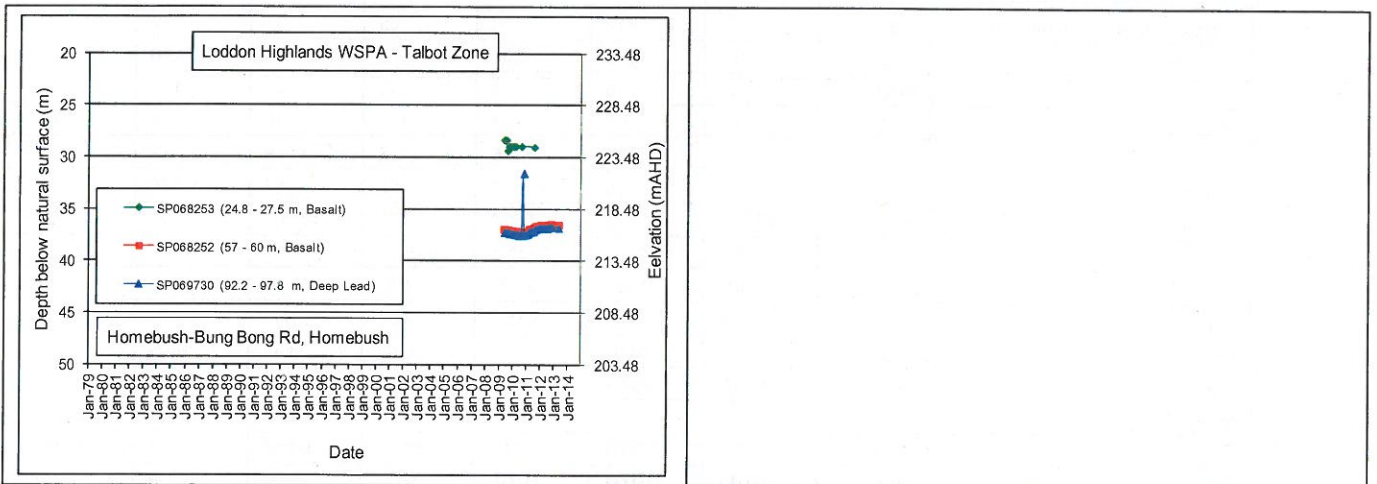 Loddon Highlands WSPA - Talbot Zone
Depth below natural surface (m)
20
25
30
35
40
45
50
233.48
228.48
223.48
218.48
213.48
208.48
203.48
Eelvation (mAHD)
SP068253 (24.8 - 27.5 m, Basalt)
SP068252 (57 - 60 m, Basalt)
SP069730 (92.2 - 97.8 m, Deep Lead)
Homebush-Bung Bong Rd, Homebush
Jan-79
Jan-80
Jan-81
Jan-82
Jan-83
Jan-84
Jan-85
Jan-86
Jan-87
Jan-88
Jan-89
Jan-90
Jan-91
Jan-92
Jan-93
Jan-94
Jan-95
Jan-96
Jan-97
Jan-98
Jan-99
Jan-00
Jan-01
Jan-02
Jan-03
Jan-04
Jan-05
Jan-06
Jan-07
Jan-08
Jan-09
Jan-10
Jan-11
Jan-12
Jan-13
Jan-14
Date